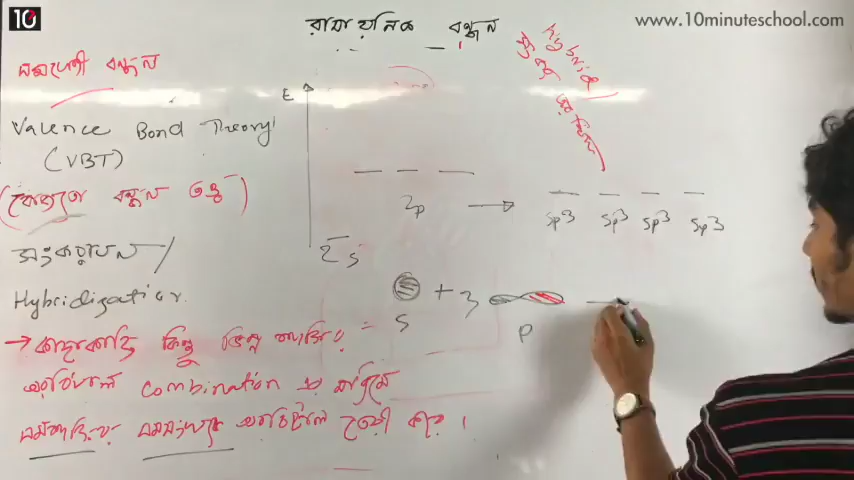 10
রাসায়নিক বন্ধন
www.10minuteschool.com
সমযোজী বন্ধন
Valence Bond Theory
(VBT)
(যোজ্যতা বন্ধন তত্ত্ব)
সংকরায়ন /
Hybridization
→ কাছাকাছি কিন্তু ভিন্ন শক্তির
অরবিটাল combination এর মাধ্যমে
সমশক্তির সমসংখ্যক অরবিটাল তৈরী করে ।
E
2p →
sp3 sp3 sp3 sp3
2s
+ 3
s
p
hybrid